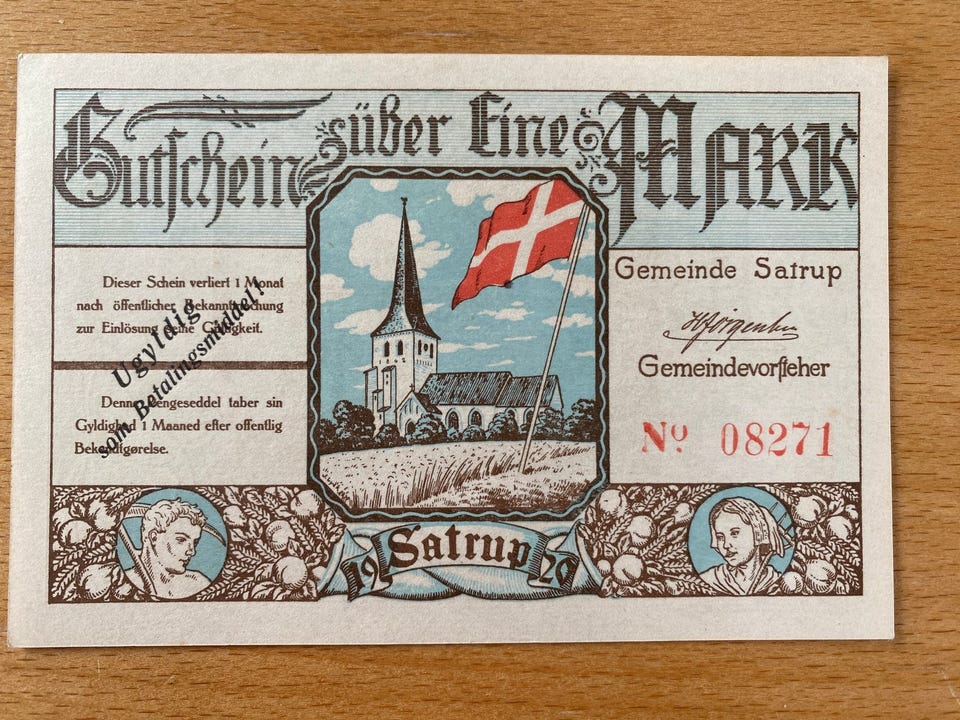 Gutschein über Eine Mark
Dieser Schein verliert 1 Monat
nach öffentlicher Bekanntmachung
zur Einlösung seine Gültigkeit.
Ugyldig
som Betalingsmiddel!
Denne Pengeseddel taber sin
Gyldighed 1 Maaned efter offentlig
Bekendtgørelse.
Gemeinde Satrup
HJörgensen
Gemeindevorsteher
No 08271
19 Satrup 20